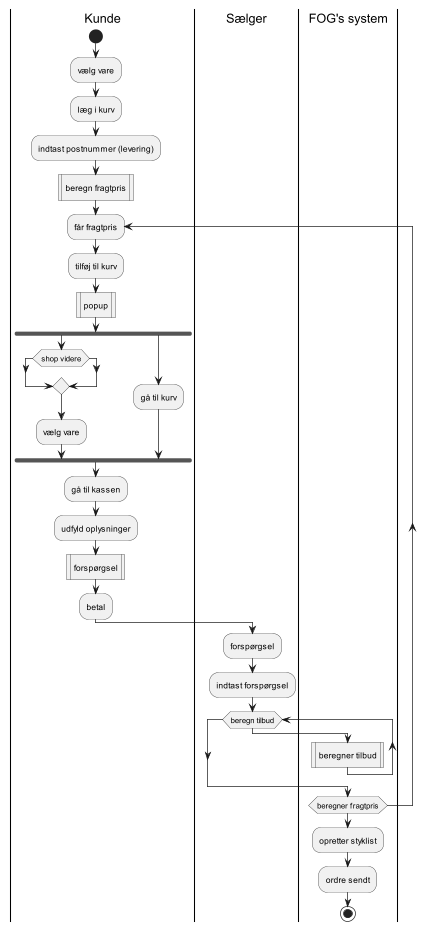 Kunde
Sælger
FOG's system
vælg vare
læg i kurv
indtast postnummer (levering)
beregn fragtpris
får fragtpris
tilføj til kurv
popup
shop videre
gå til kurv
vælg vare
gå til kassen
udfyld oplysninger
forspørgsel
betal
forspørgsel
indtast forspørgsel
beregn tilbud
beregner tilbud
beregner fragtpris
opretter styklist
ordre sendt